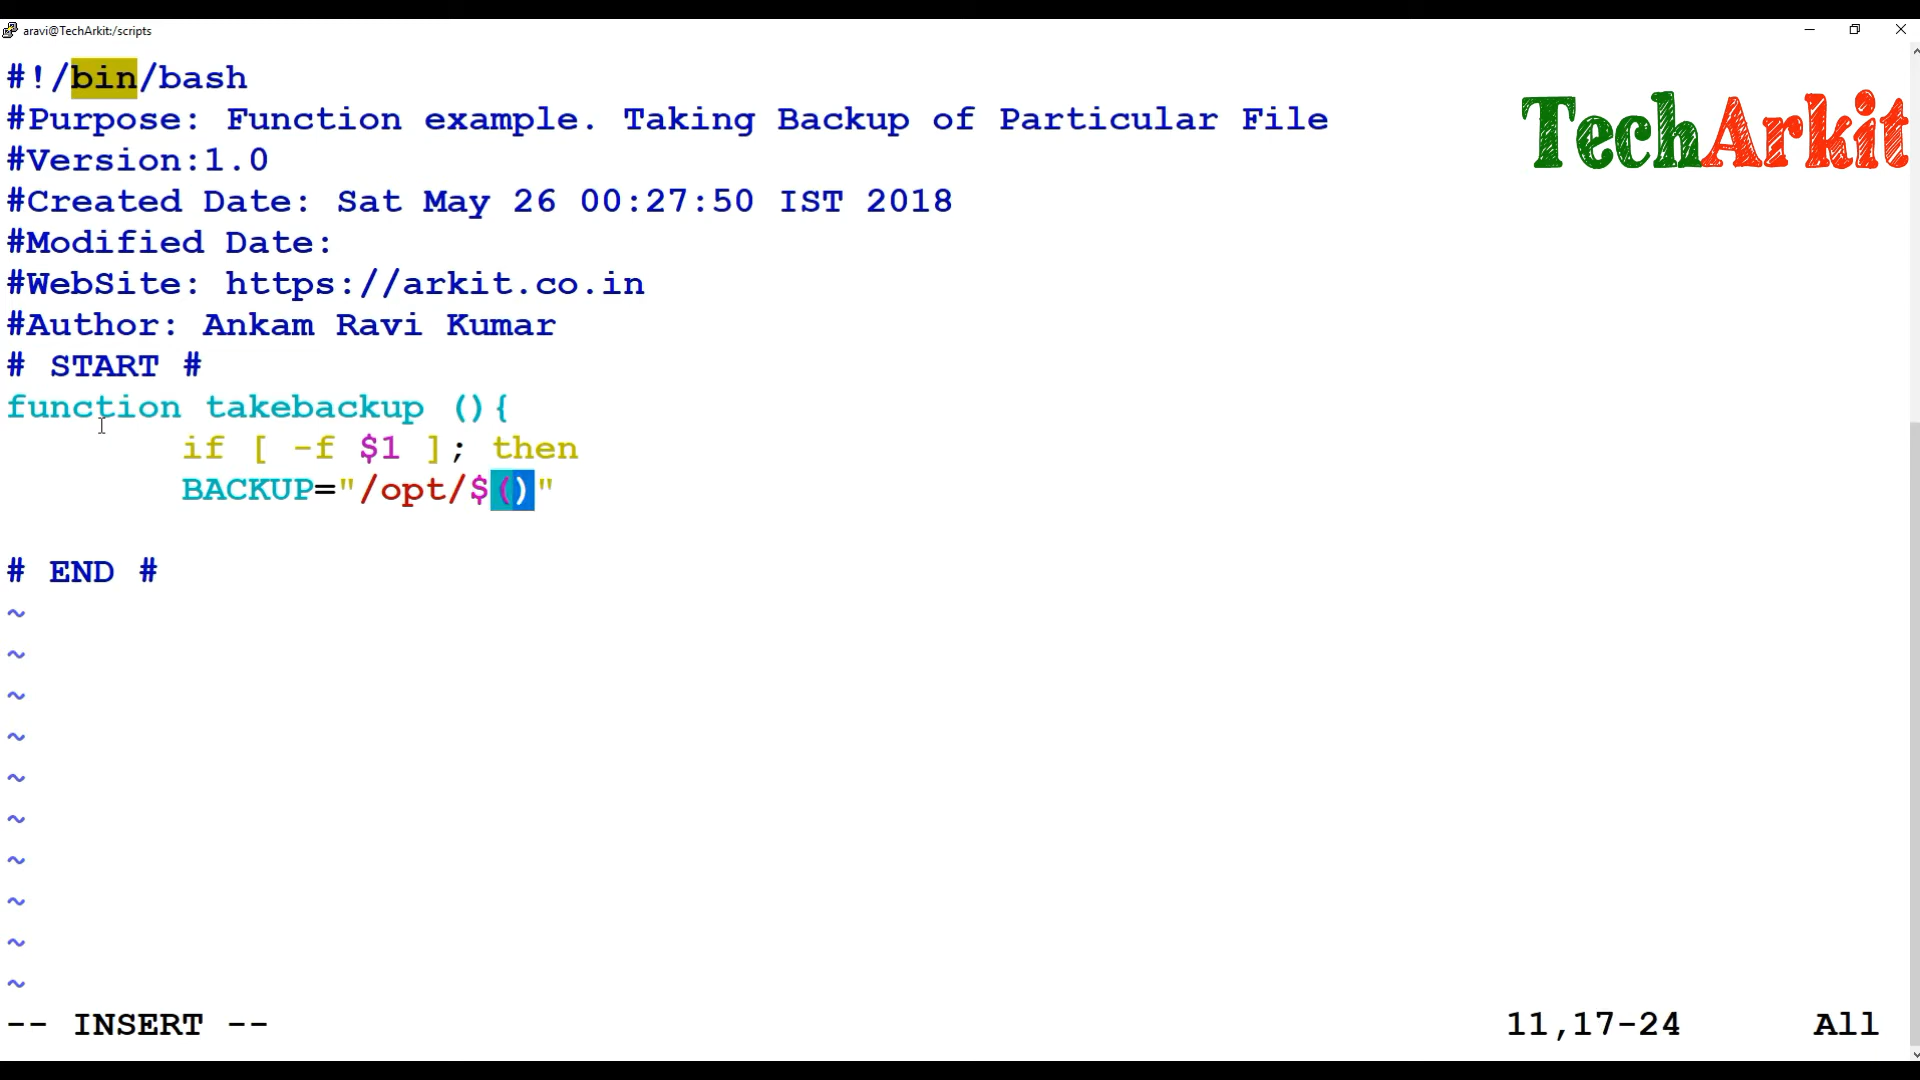 aravi@TechArkit:/scripts
#!/bin/bash
#Purpose: Function example. Taking Backup of Particular File
TechArkit
#Version:1.0
#Created Date: Sat May 26 00:27:50 IST 2018
#Modified Date:
#WebSite: https://arkit.co.in
#Author: Ankam Ravi Kumar
# START #
function takebackup (){
        if [ -f $1 ]; then
        BACKUP="/opt/$()"
# END #
~
~
~
~
~
~
~
~
~
~
-- INSERT -- 11,17-24 All